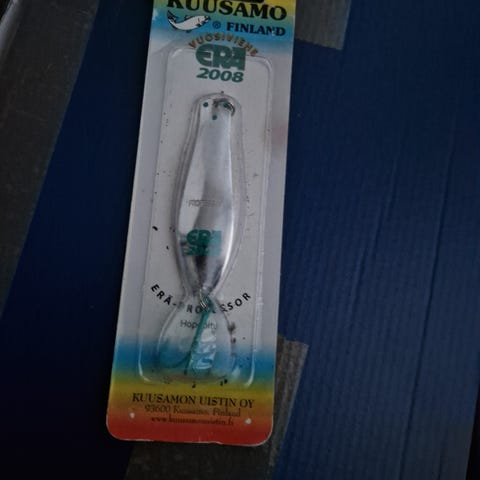 KUUSAMO
® FINLAND
VUOSIVIEHE
ERÄ
2008
ERÄ
ERÄ-PROFESSOR
KUUSAMON UISTIN OY
93600 Kuusamo, Finland
www.kuusamonuistin.fi